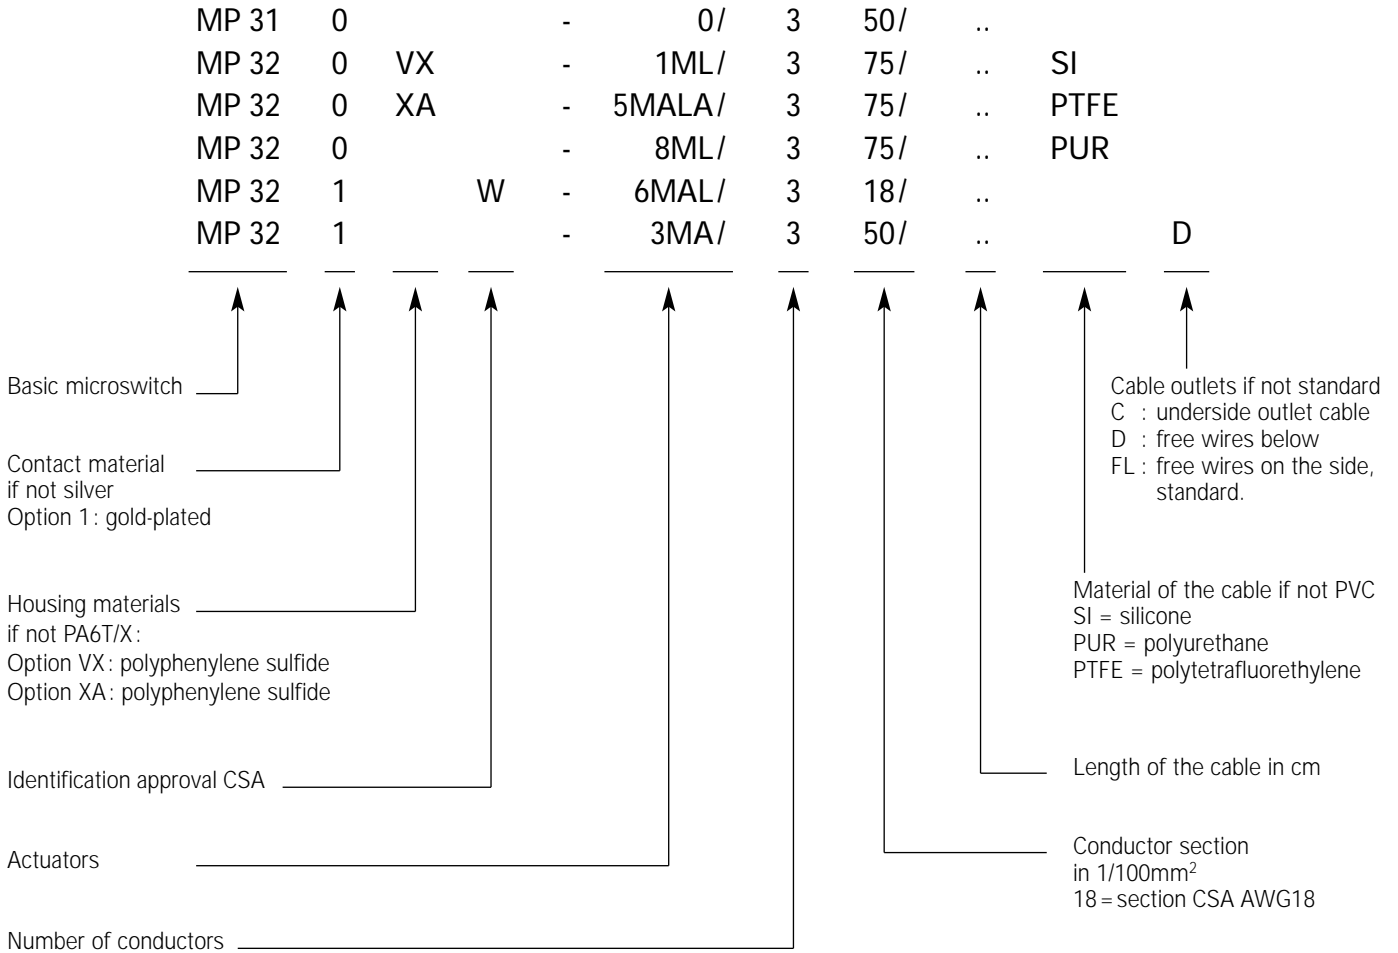 MP 31 0 - 0/ 3 50/ ..
MP 32 0 VX - 1ML/ 3 75/ .. SI
MP 32 0 XA - 5MALA/ 3 75/ .. PTFE
MP 32 0 - 8ML/ 3 75/ .. PUR
MP 32 1 W - 6MAL/ 3 18/ ..
MP 32 1 - 3MA/ 3 50/ .. D
Basic microswitch
Contact material
if not silver
Option 1: gold-plated
Housing materials
if not PA6T/X:
Option VX: polyphenylene sulfide
Option XA: polyphenylene sulfide
Identification approval CSA
Actuators
Number of conductors
Cable outlets if not standard
C : underside outlet cable
D : free wires below
FL : free wires on the side,
standard.
Material of the cable if not PVC
SI = silicone
PUR = polyurethane
PTFE = polytetrafluorethylene
Length of the cable in cm
Conductor section
in 1/100mm²
18=section CSA AWG18